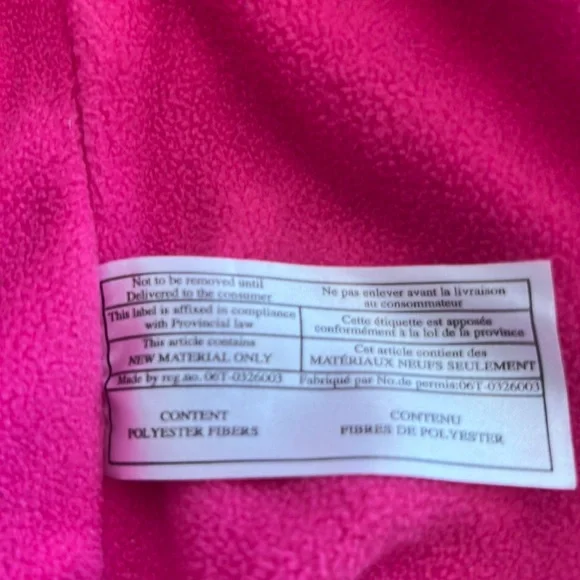 Not to be removed until
Delivered to the consumer
Ne pas enlever avant la livraison
au consommateur
This label is affixed in compliance
with Provincial law
Cette étiquette est apposée
conformément à la loi de la province
This article contains
NEW MATERIAL ONLY
Cet article contient des
MATÉRIAUX NEUFS SEULEMENT
Made by reg.no. 06T-0326003
Fabriqué par No.de permis:06T-0326003
CONTENT
POLYESTER FIBERS
CONTENU
FIBRES DE POLYESTER